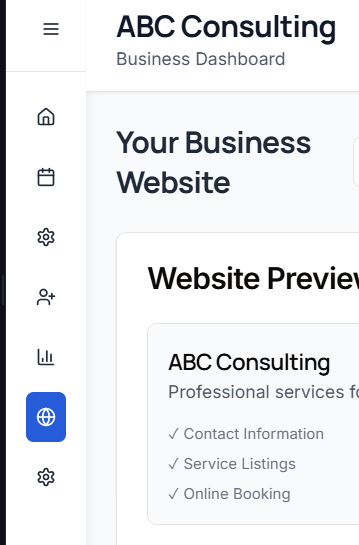 ABC Consulting
Business Dashboard
Your Business
Website
Website Preview
ABC Consulting
Professional services fo
✓ Contact Information
✓ Service Listings
✓ Online Booking